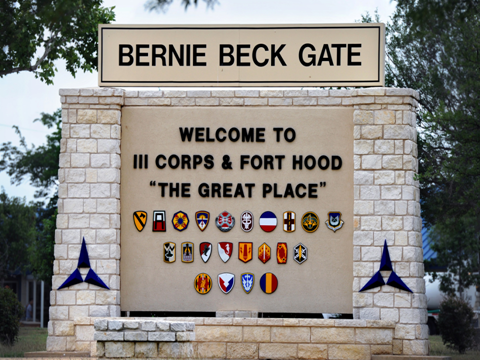 BERNIE BECK GATE
WELCOME TO
III CORPS & FORT HOOD
"THE GREAT PLACE"